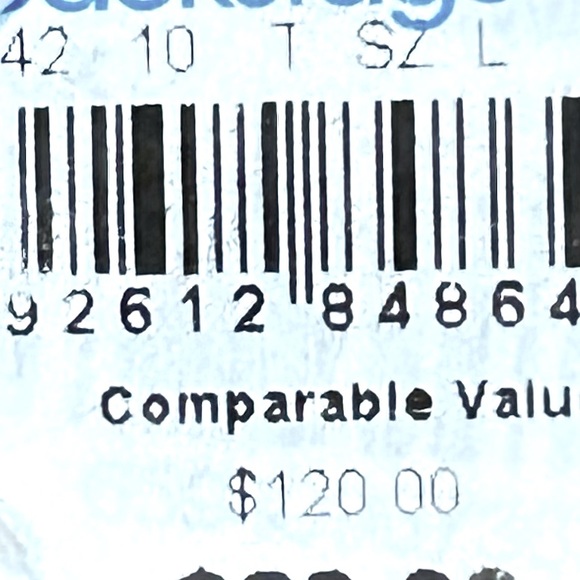 42 10 T SZ L
92612 84864
Comparable Valu
$120.00